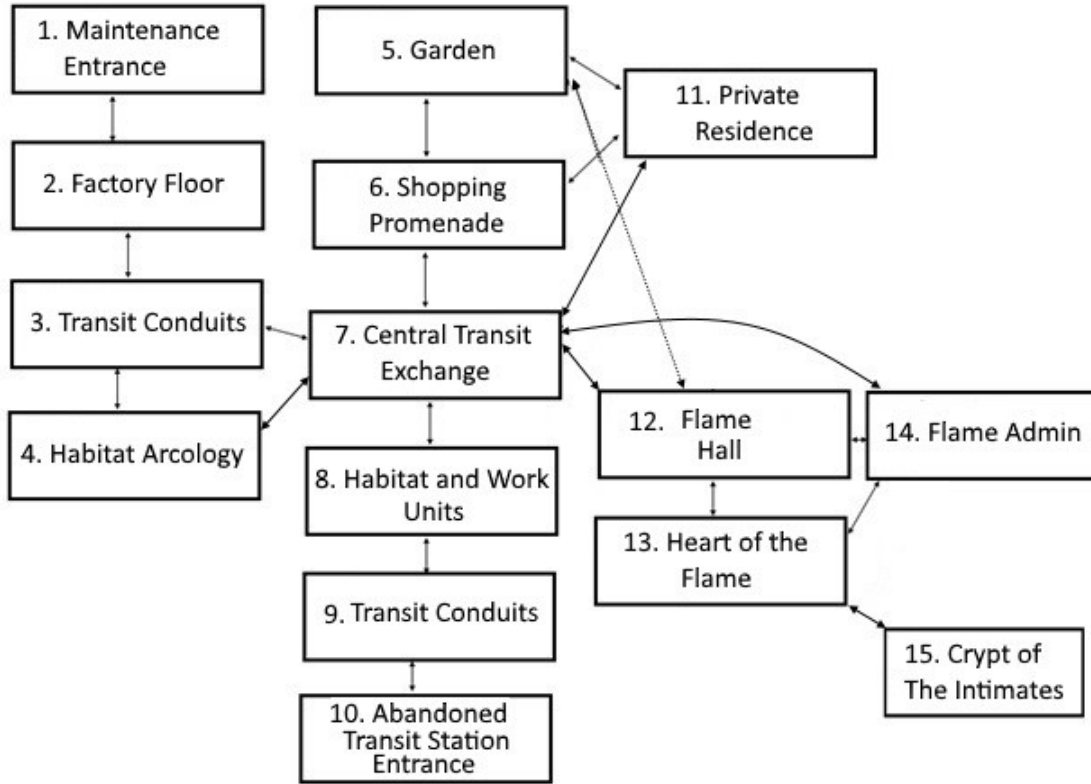 1. Maintenance
Entrance
2. Factory Floor
3. Transit Conduits
4. Habitat Arcology
5. Garden
6. Shopping
Promenade
7. Central Transit
Exchange
8. Habitat and Work
Units
9. Transit Conduits
10. Abandoned
Transit Station
Entrance
11. Private
Residence
12. Flame
Hall
13. Heart of the
Flame
14. Flame Admin
15. Crypt of
The Intimates